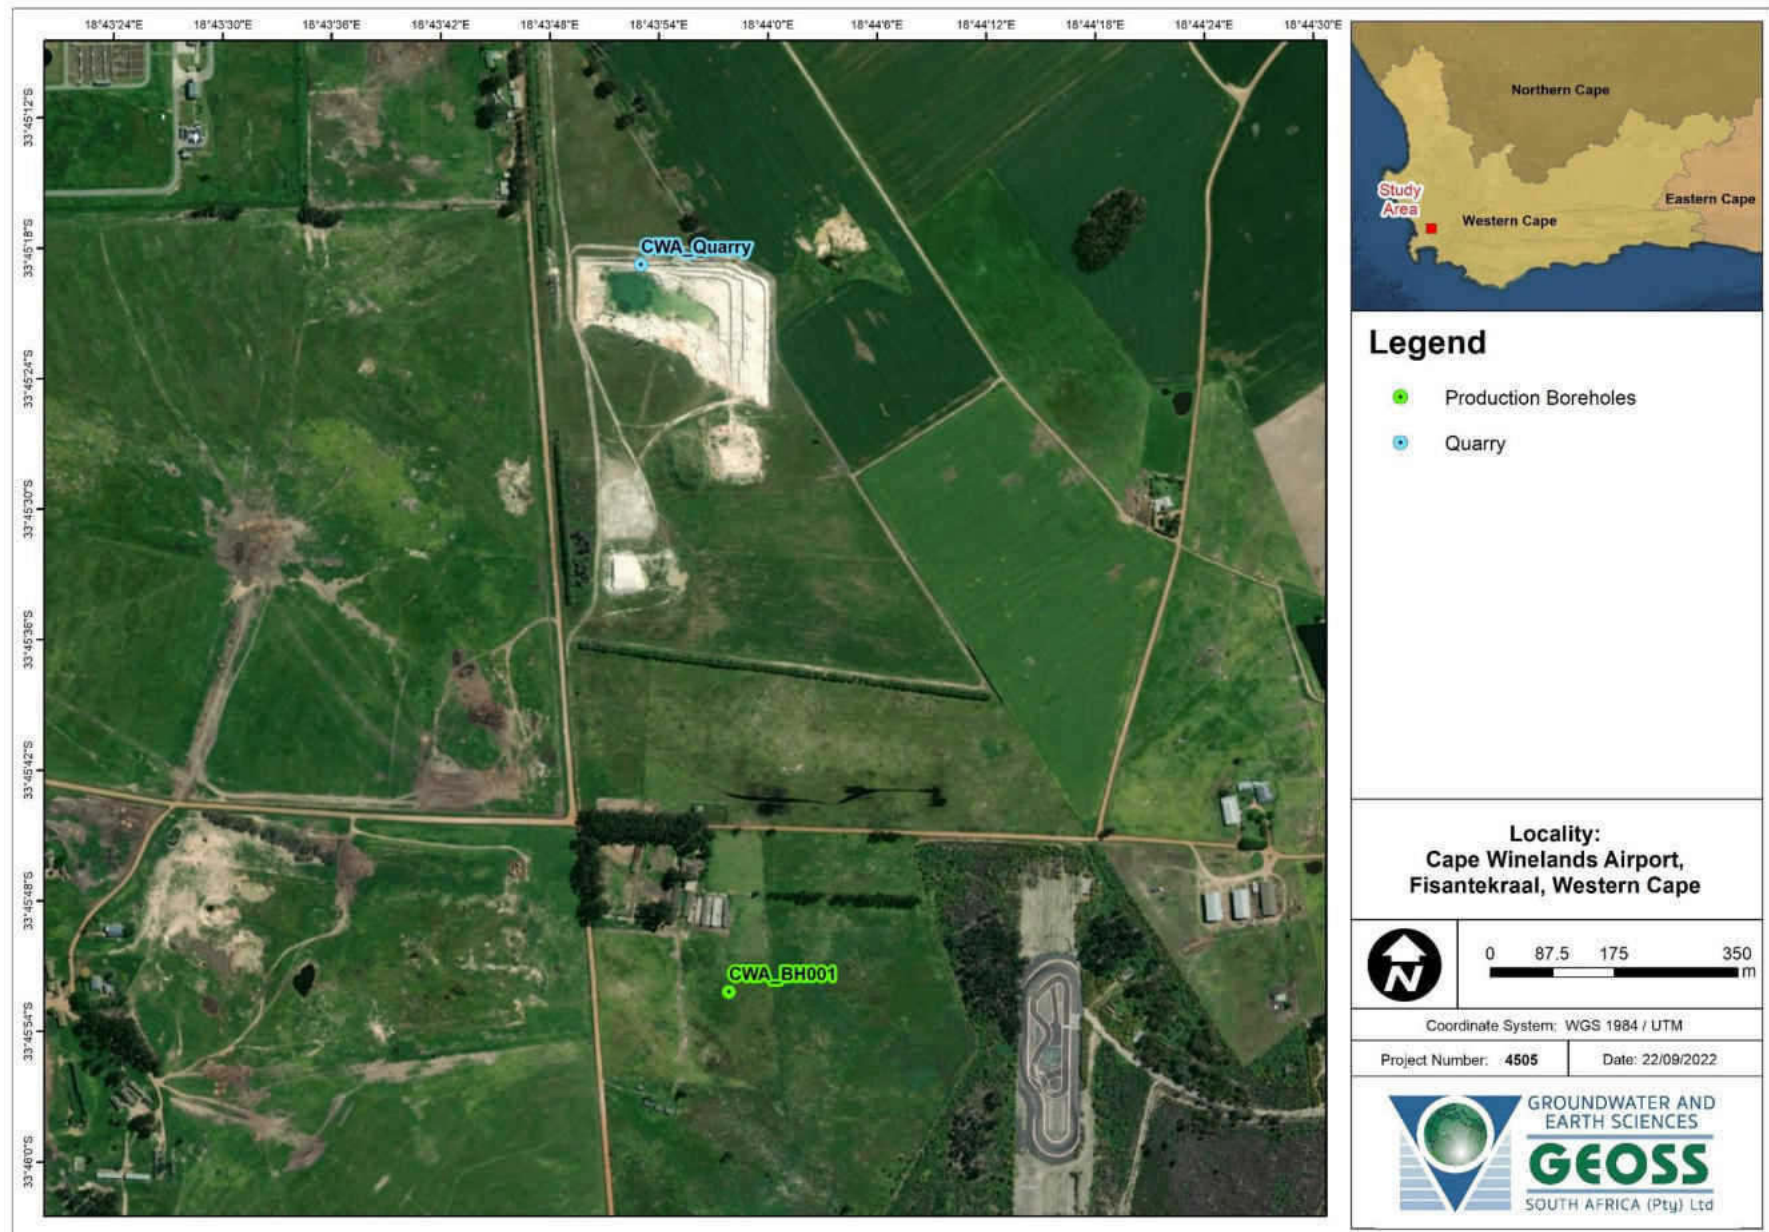 18°43'24"E 18°43'30"E 18°43'36"E 18°43'42"E 18°43'48"E 18°43'54"E 18°44'0"E 18°44'6"E 18°44'12"E 18°44'18"E 18°44'24"E 18°44'30"E
33°45'12"S
33°45'18"S
33°45'24"S
33°45'30"S
33°45'36"S
33°45'42"S
33°45'48"S
33°45'54"S
33°46'0"S
CWA_Quarry
CWA_BH001
Northern Cape
Study
Area
Western Cape
Eastern Cape
Legend
Production Boreholes
Quarry
Locality:
Cape Winelands Airport,
Fisantekraal, Western Cape
N
0 87.5 175 350
m
Coordinate System: WGS 1984 / UTM
Project Number: 4505
Date: 22/09/2022
GROUNDWATER AND
EARTH SCIENCES
GEOSS
SOUTH AFRICA (Pty) Ltd